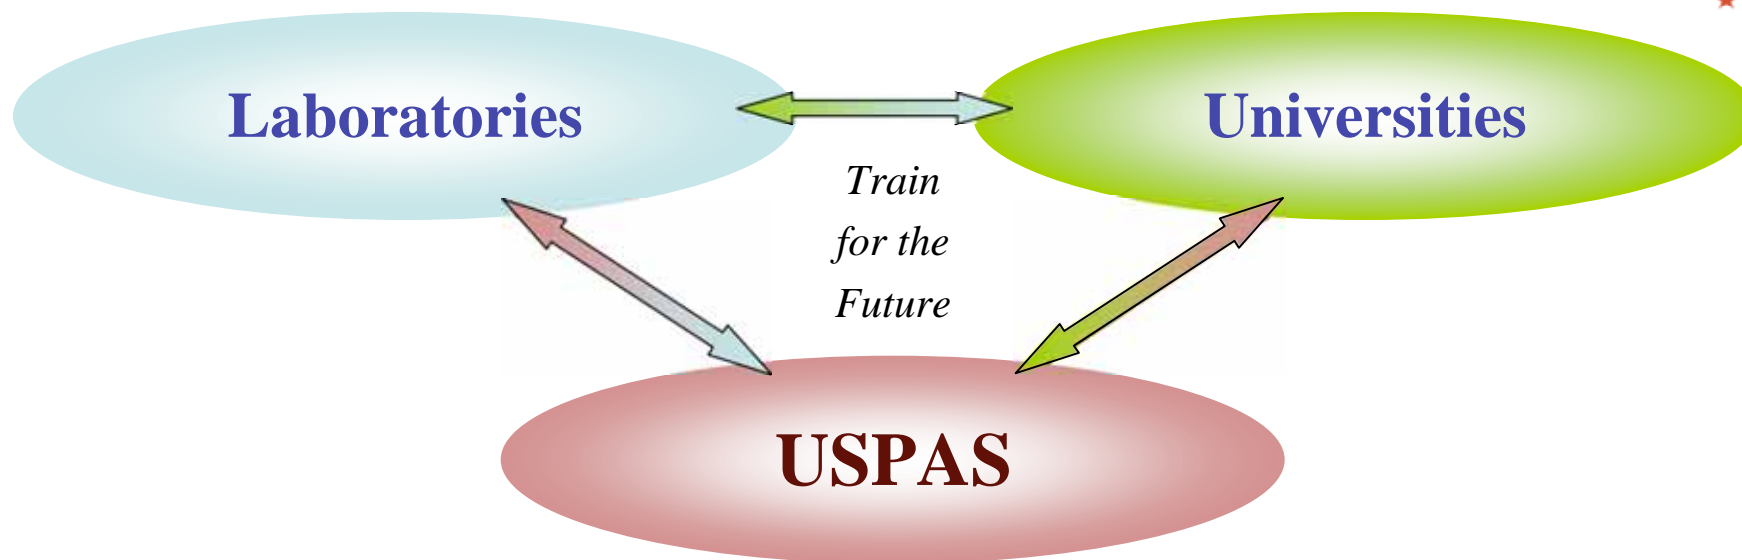 Laboratories
Universities
Train
for the
Future
USPAS